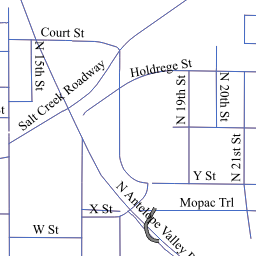 Court St
N 15th St
Salt Creek Roadway
Holdrege St
N 19th St
N 20th St
N 21st St
St
Y St
N Antelope Valley
Mopac Trl
X St
W St